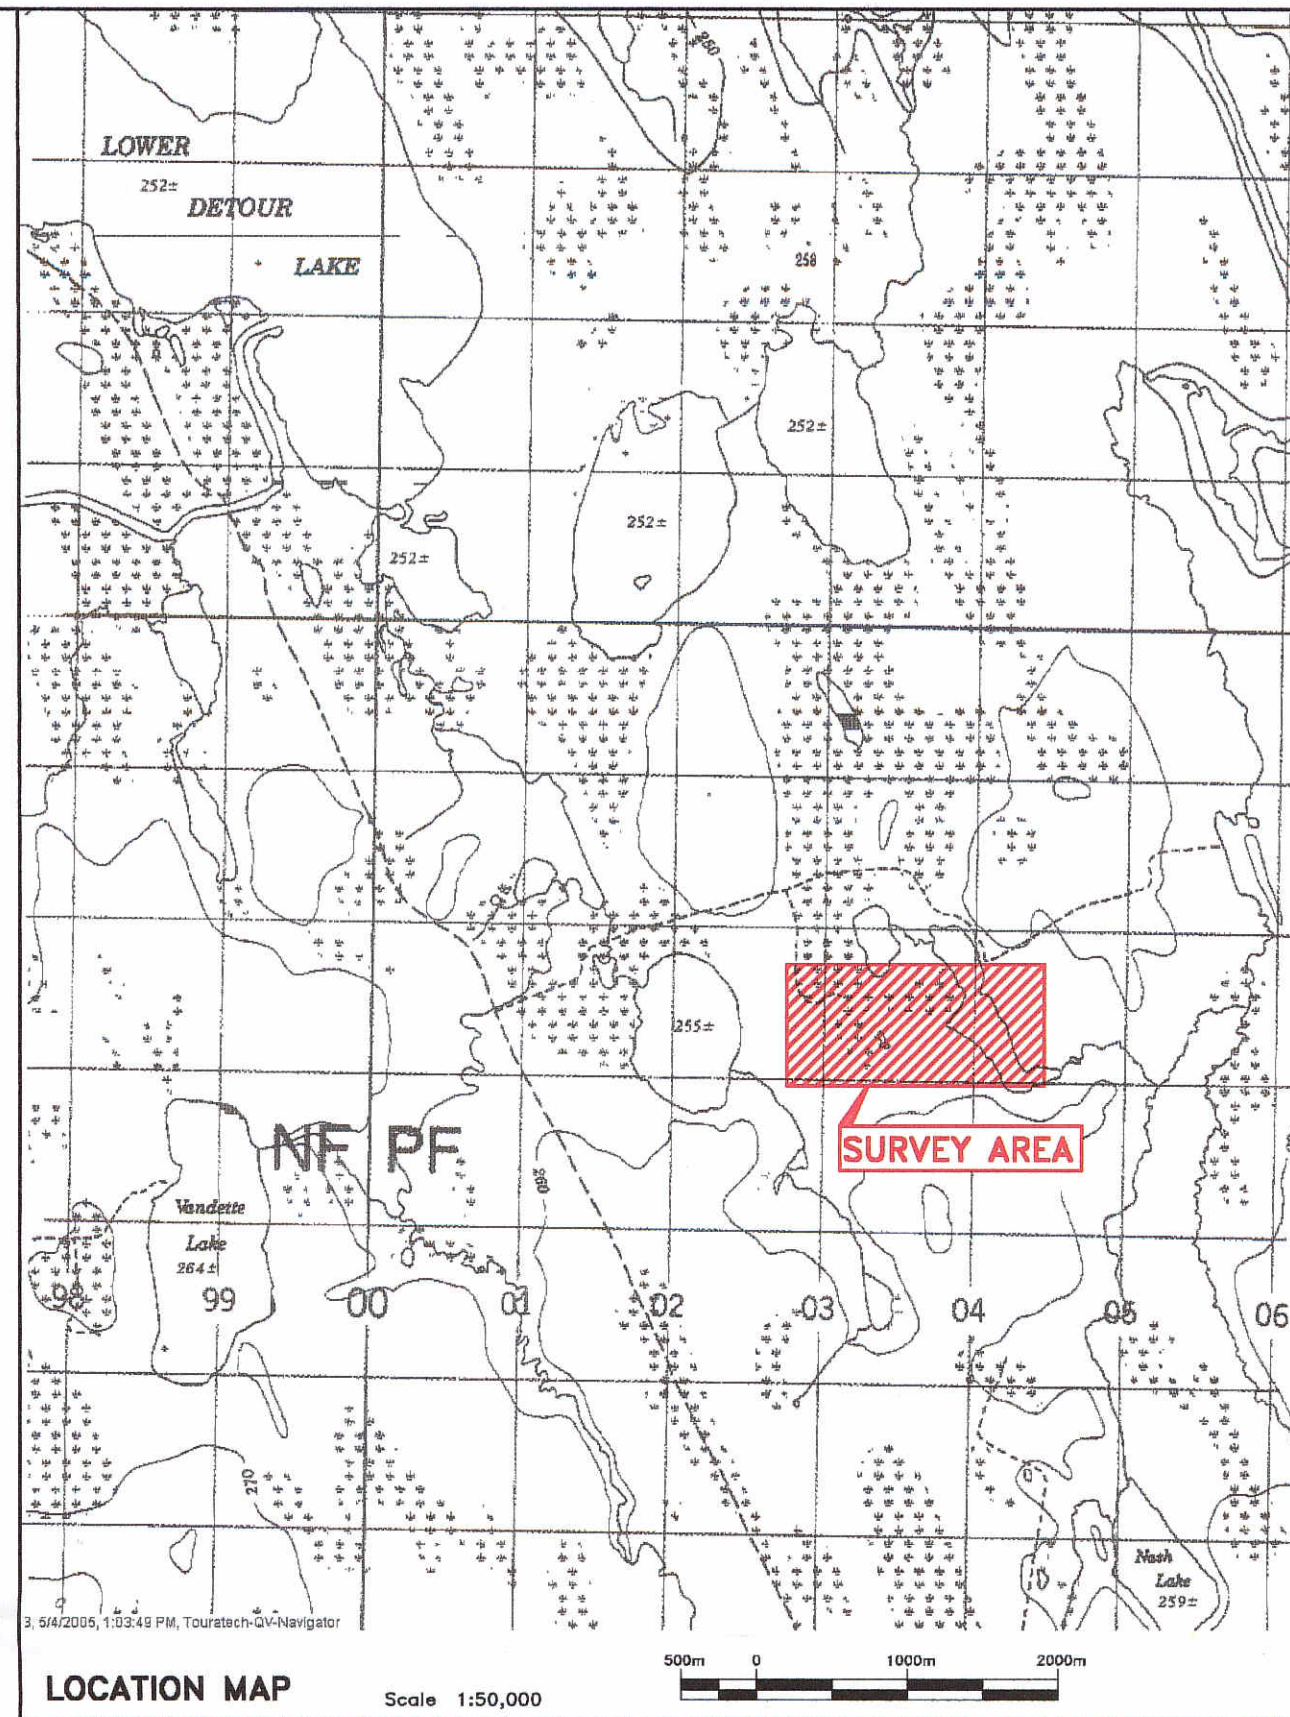 280
LOWER
252±
DETOUR
LAKE
258
252±
252±
252±
255±
SURVEY AREA
NF PF
260
Vandette
Lake
264±
98 99 00 01 02 03 04 05 06
270
Nash
Lake
259±
3, 5/4/2005, 1:03:49 PM, Touratech-QV-Navigator
500m 0 1000m 2000m
LOCATION MAP
Scale 1:50,000